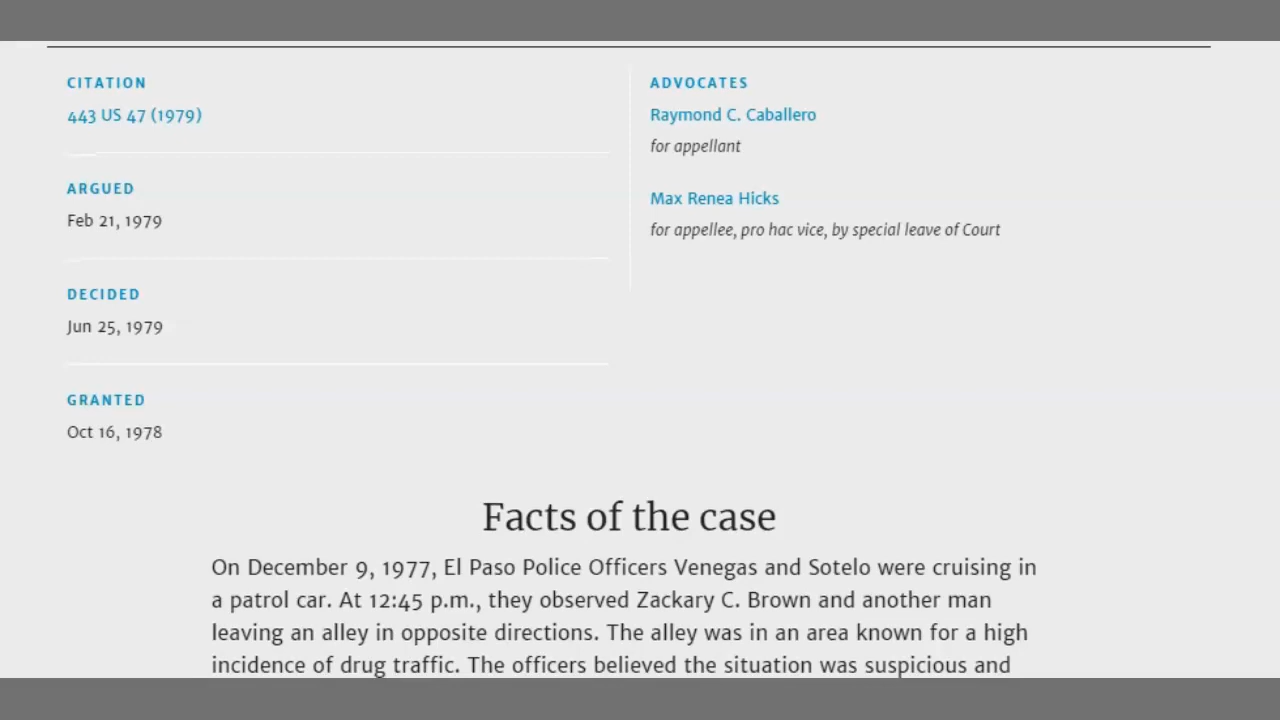 CITATION
443 US 47 (1979)
ARGUED
Feb 21, 1979
DECIDED
Jun 25, 1979
GRANTED
Oct 16, 1978
ADVOCATES
Raymond C. Caballero
for appellant
Max Renea Hicks
for appellee, pro hac vice, by special leave of Court
Facts of the case
On December 9, 1977, El Paso Police Officers Venegas and Sotelo were cruising in
a patrol car. At 12:45 p.m., they observed Zackary C. Brown and another man
leaving an alley in opposite directions. The alley was in an area known for a high
incidence of drug traffic. The officers believed the situation was suspicious and